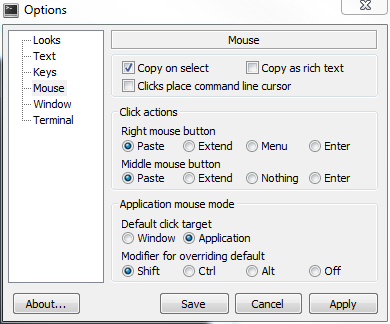 Options
Looks
Text
Keys
Mouse
Window
Terminal
Mouse
Copy on select Copy as rich text
Clicks place command line cursor
Click actions
Right mouse button
Paste Extend Menu Enter
Middle mouse button
Paste Extend Nothing Enter
Application mouse mode
Default click target
Window Application
Modifier for overriding default
Shift Ctrl Alt Off
About... Save Cancel Apply